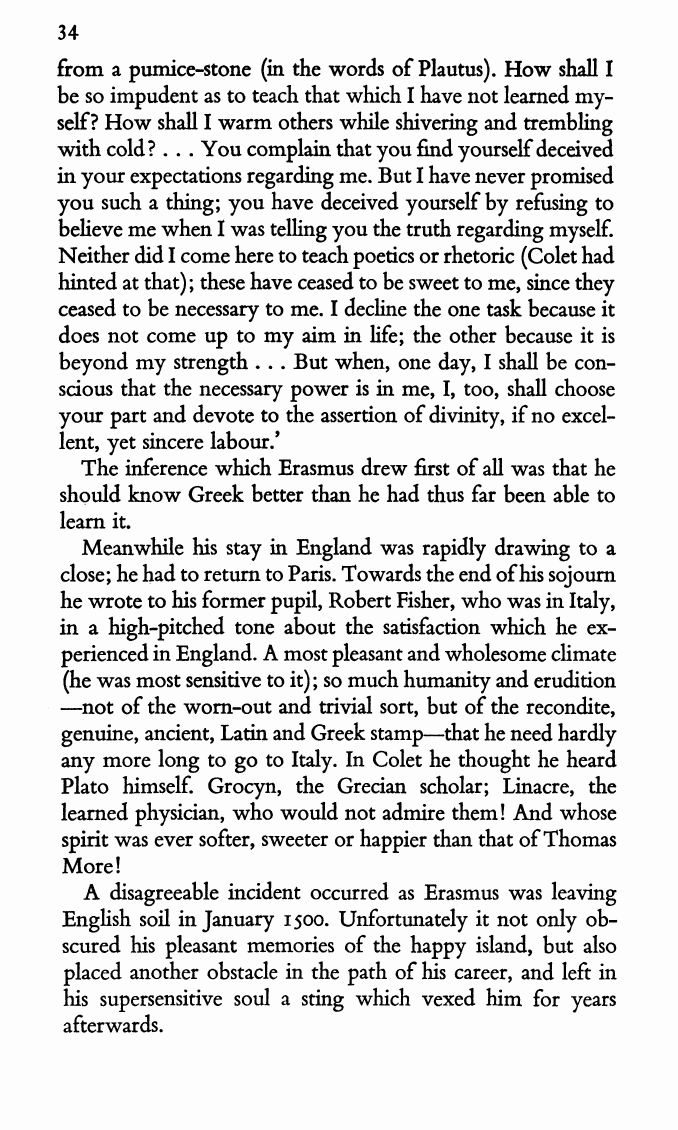 34
from a pumice-stone (in the words of Plautus). How shall I
be so impudent as to teach that which I have not learned my-
self? How shall I warm others while shivering and trembling
with cold? . . . You complain that you find yourself deceived
in your expectations regarding me. But I have never promised
you such a thing; you have deceived yourself by refusing to
believe me when I was telling you the truth regarding myself.
Neither did I come here to teach poetics or rhetoric (Colet had
hinted at that); these have ceased to be sweet to me, since they
ceased to be necessary to me. I decline the one task because it
does not come up to my aim in life; the other because it is
beyond my strength . . . But when, one day, I shall be con-
scious that the necessary power is in me, I, too, shall choose
your part and devote to the assertion of divinity, if no excel-
lent, yet sincere labour.’
The inference which Erasmus drew first of all was that he
should know Greek better than he had thus far been able to
learn it.
Meanwhile his stay in England was rapidly drawing to a
close; he had to return to Paris. Towards the end of his sojourn
he wrote to his former pupil, Robert Fisher, who was in Italy,
in a high-pitched tone about the satisfaction which he ex-
perienced in England. A most pleasant and wholesome climate
(he was most sensitive to it); so much humanity and erudition
—not of the worn-out and trivial sort, but of the recondite,
genuine, ancient, Latin and Greek stamp—that he need hardly
any more long to go to Italy. In Colet he thought he heard
Plato himself. Grocyn, the Grecian scholar; Linacre, the
learned physician, who would not admire them! And whose
spirit was ever softer, sweeter or happier than that of Thomas
More!
A disagreeable incident occurred as Erasmus was leaving
English soil in January 1500. Unfortunately it not only ob-
scured his pleasant memories of the happy island, but also
placed another obstacle in the path of his career, and left in
his supersensitive soul a sting which vexed him for years
afterwards.